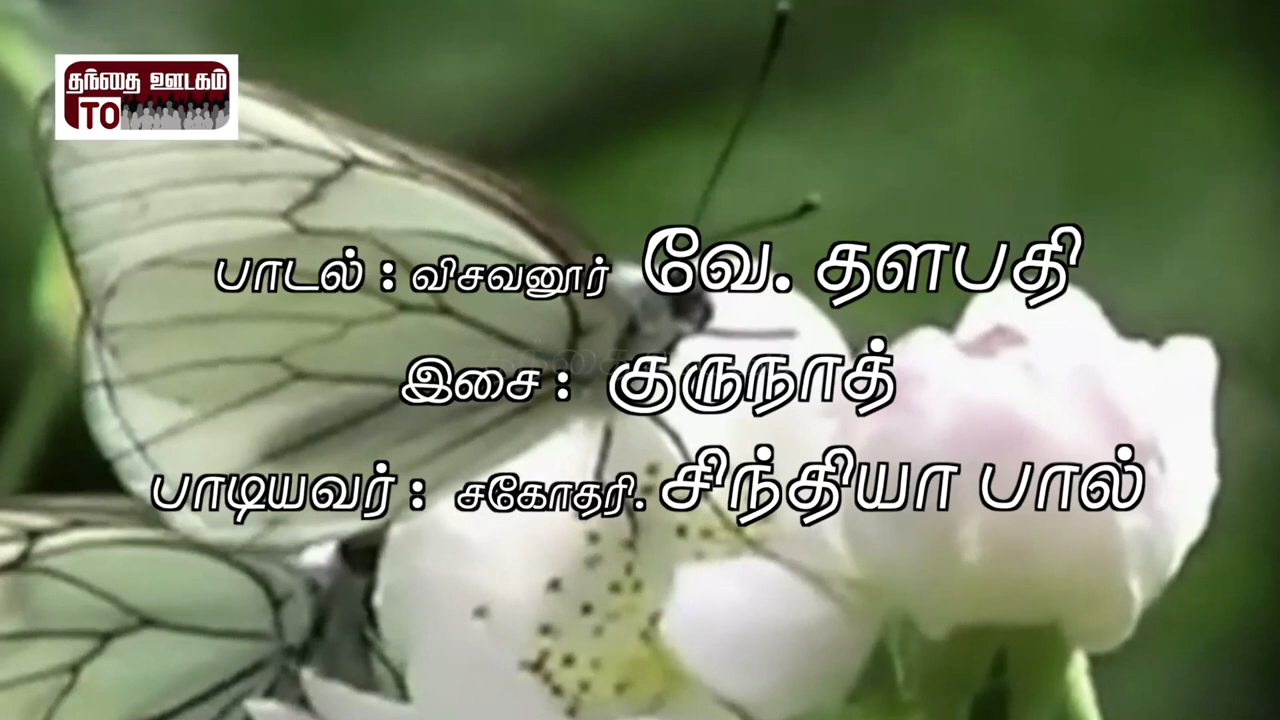 தந்தை ஊடகம்
TO
பாடல் : விசவனூர் வே. தளபதி
இசை : குருநாத்
பாடியவர் : சகோதரி. சிந்தியா பால்